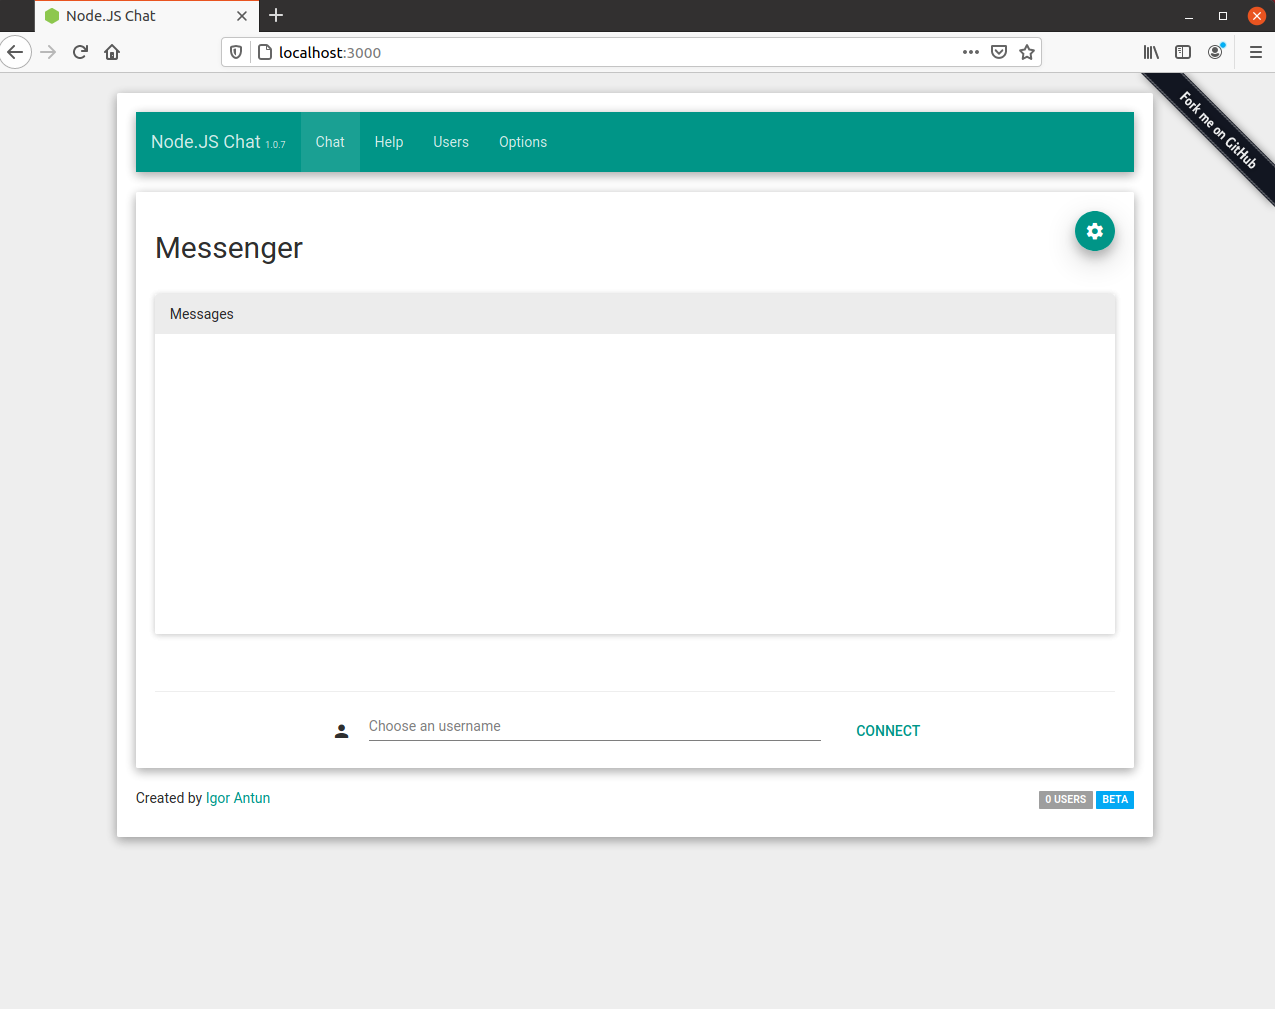 Node.JS Chat
localhost:3000
Fork me on GitHub
Node.JS Chat 1.0.7 Chat Help Users Options
Messenger
Messages
Choose an username CONNECT
Created by Igor Antun 0 USERS BETA